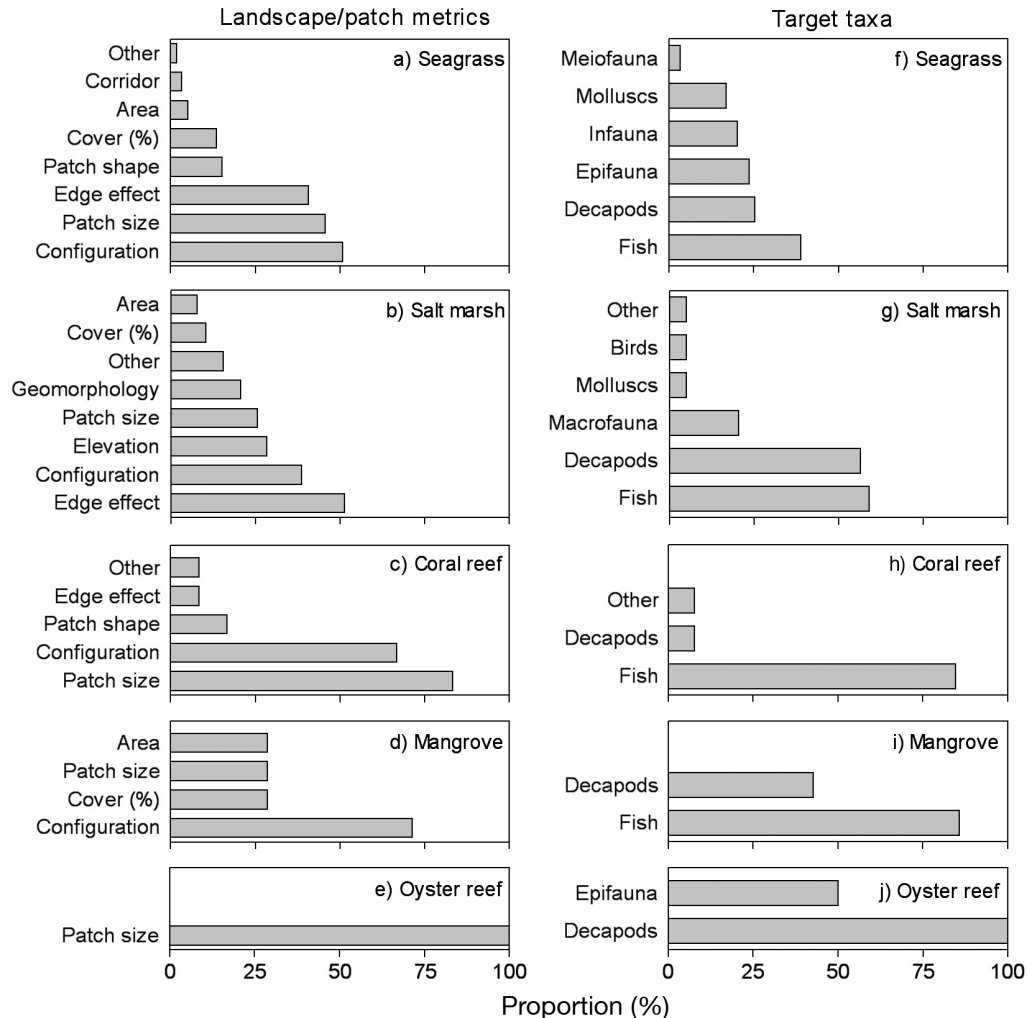 Landscape/patch metrics
Target taxa
a) Seagrass
Other
Corridor
Area
Cover (%)
Patch shape
Edge effect
Patch size
Configuration
f) Seagrass
Meiofauna
Molluscs
Infauna
Epifauna
Decapods
Fish
b) Salt marsh
Area
Cover (%)
Other
Geomorphology
Patch size
Elevation
Configuration
Edge effect
g) Salt marsh
Other
Birds
Molluscs
Macrofauna
Decapods
Fish
c) Coral reef
Other
Edge effect
Patch shape
Configuration
Patch size
h) Coral reef
Other
Decapods
Fish
d) Mangrove
Area
Patch size
Cover (%)
Configuration
i) Mangrove
Decapods
Fish
e) Oyster reef
Patch size
j) Oyster reef
Epifauna
Decapods
0 25 50 75 100
0 25 50 75 100
Proportion (%)